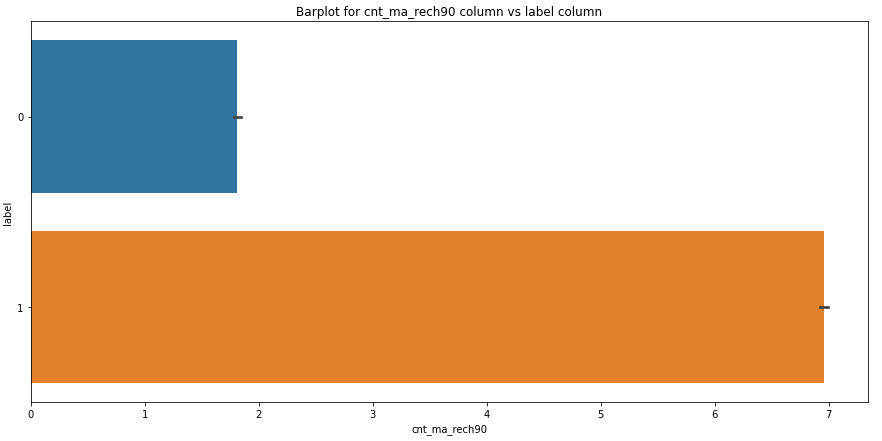 Barplot for cnt_ma_rech90 column vs label column
0
label
1
0 1 2 3 4 5 6 7
cnt_ma_rech90